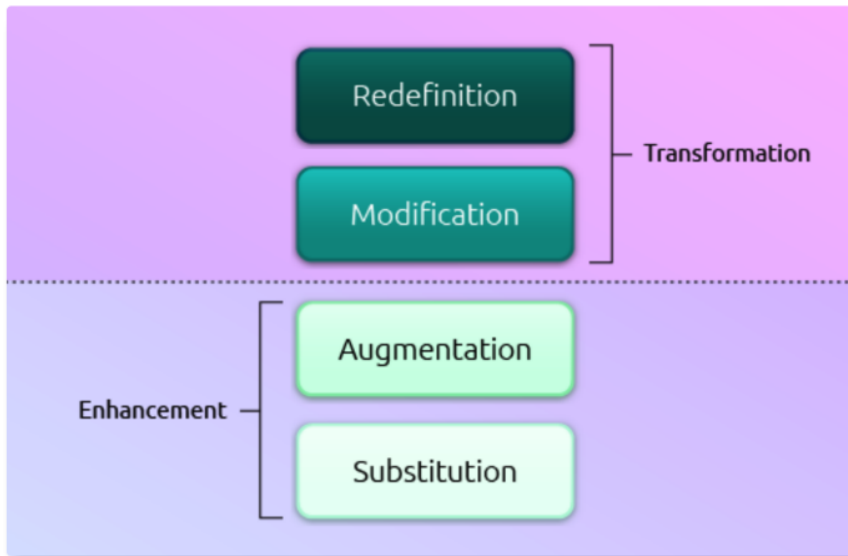 Redefinition
Transformation
Modification
Augmentation
Enhancement
Substitution